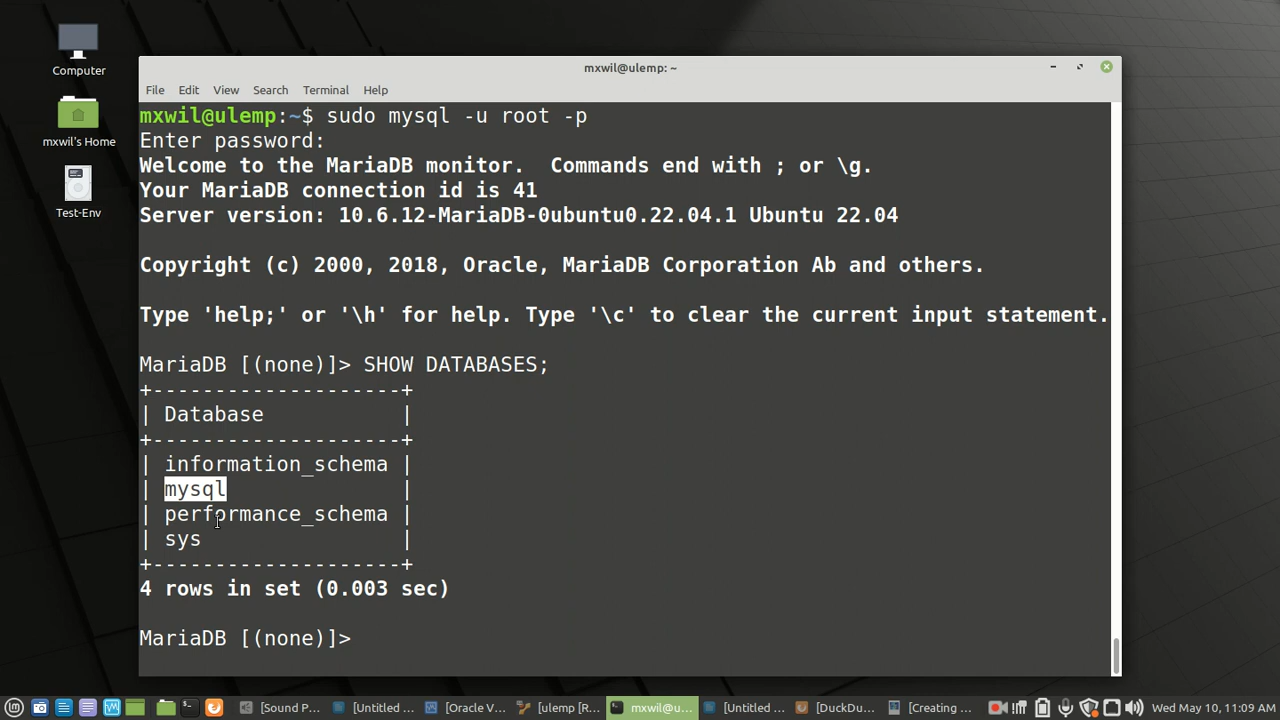 Computer
mxwil's Home
Test-Env
mxwil@ulemp: ~
File Edit View Search Terminal Help
mxwil@ulemp:~$ sudo mysql -u root -p
Enter password:
Welcome to the MariaDB monitor.  Commands end with ; or \g.
Your MariaDB connection id is 41
Server version: 10.6.12-MariaDB-0ubuntu0.22.04.1 Ubuntu 22.04
Copyright (c) 2000, 2018, Oracle, MariaDB Corporation Ab and others.
Type 'help;' or '\h' for help. Type '\c' to clear the current input statement.
MariaDB [(none)]> SHOW DATABASES;
+--------------------+
| Database           |
+--------------------+
| information_schema |
| mysql              |
| performance_schema |
| sys                |
+--------------------+
4 rows in set (0.003 sec)
MariaDB [(none)]>
[Sound P... [Untitled ... [Oracle V... [ulemp [R... mxwil@u... [Untitled ... [DuckDu... [Creating ... Wed May 10, 11:09 AM